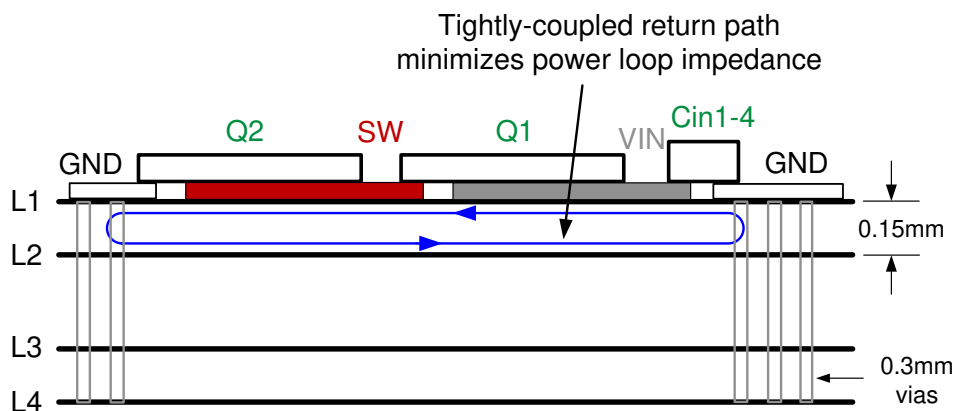 Tightly-coupled return path
minimizes power loop impedance
Cin1-4
Q2
SW
Q1
VIN
GND
GND
L1
0.15mm
L2
L3
0.3mm
vias
L4